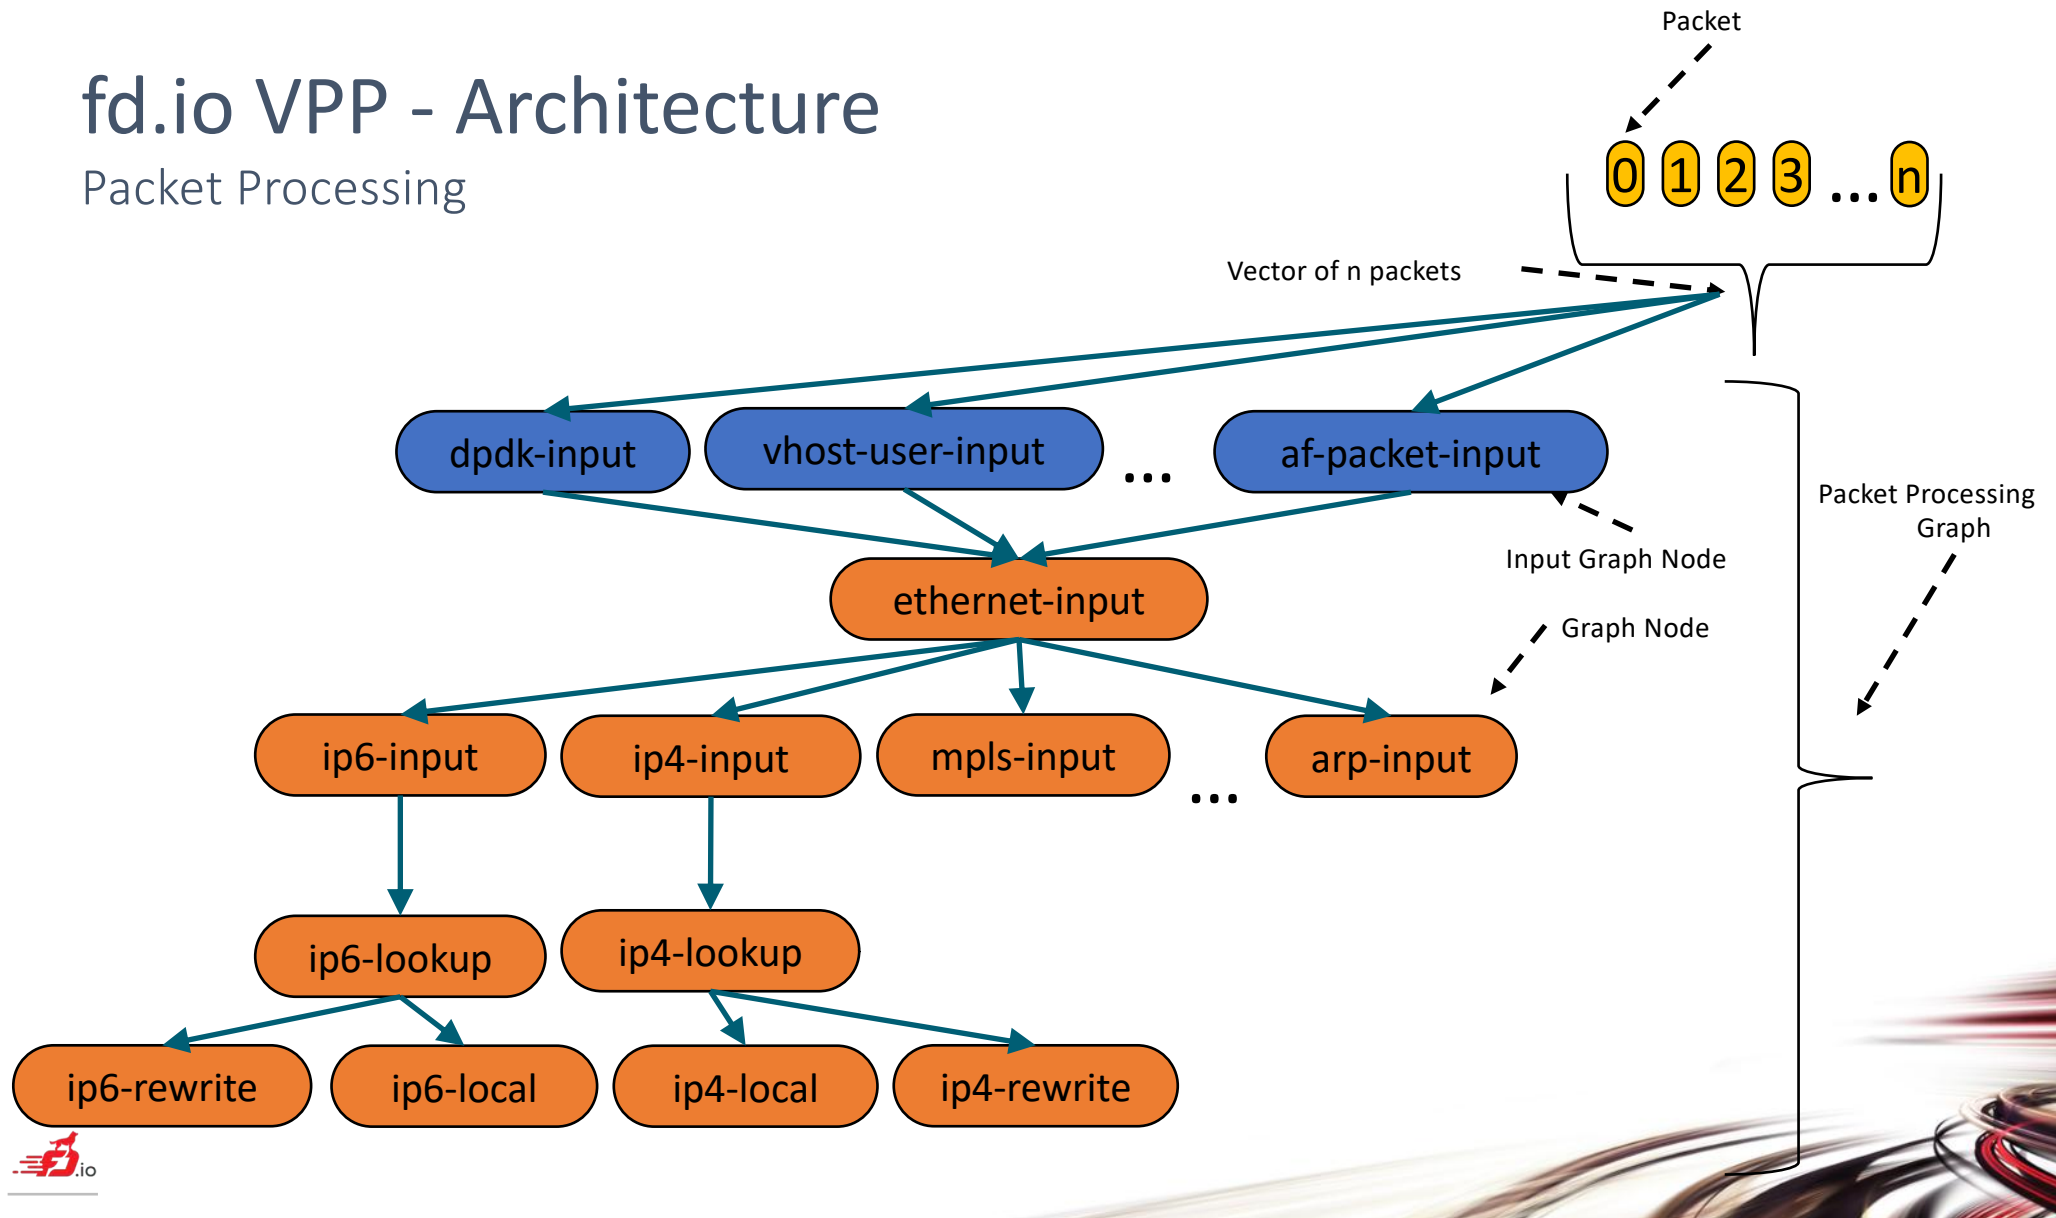 fd.io VPP - Architecture
Packet Processing
Packet
0 1 2 3 ... n
Vector of n packets
dpdk-input
vhost-user-input
...
af-packet-input
Packet Processing
Graph
Input Graph Node
ethernet-input
Graph Node
ip6-input
ip4-input
mpls-input
...
arp-input
ip6-lookup
ip4-lookup
ip6-rewrite
ip6-local
ip4-local
ip4-rewrite
FD.io